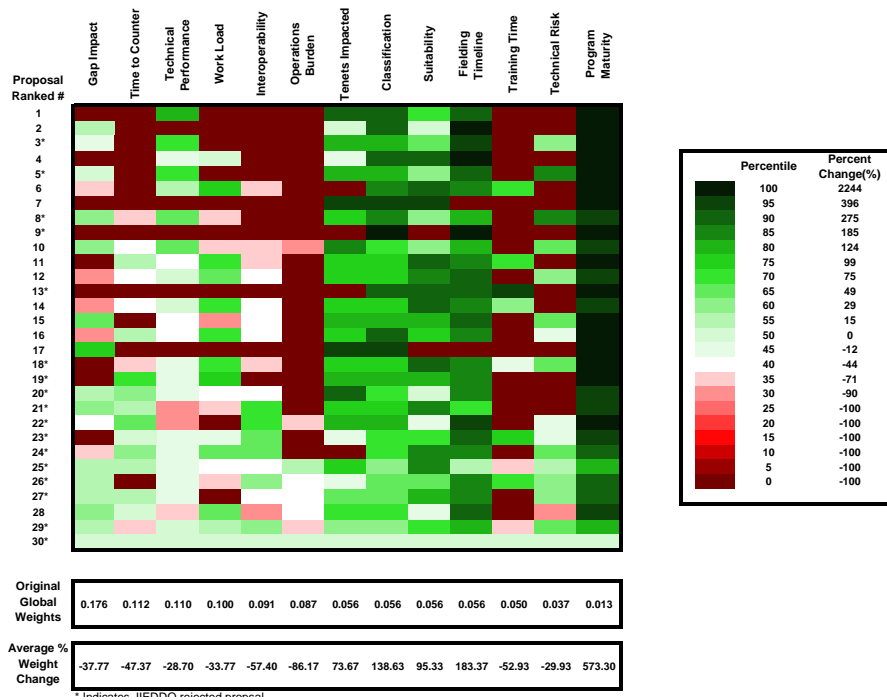 Gap Impact
Time to Counter
Technical
Performance
Work Load
Interoperability
Operations
Burden
Tenets Impacted
Classification
Suitability
Fielding
Timeline
Training Time
Technical Risk
Program
Maturity
Proposal
Ranked #
1
2
3*
4
5*
6
7
8*
9*
10
11
12
13*
14
15
16
17
18*
19*
20*
21*
22*
23*
24*
25*
26*
27*
28
29*
30*
Percentile Percent
Change(%)
100 2244
95 396
90 275
85 185
80 124
75 99
70 75
65 49
60 29
55 15
50 0
45 -12
40 -44
35 -71
30 -90
25 -100
20 -100
15 -100
10 -100
5 -100
0 -100
Original
Global
Weights
0.176 0.112 0.110 0.100 0.091 0.087 0.056 0.056 0.056 0.056 0.050 0.037 0.013
Average %
Weight
Change
-37.77 -47.37 -28.70 -33.77 -57.40 -86.17 73.67 138.63 95.33 183.37 -52.93 -29.93 573.30
* Indicates JIEDDO rejected propsal